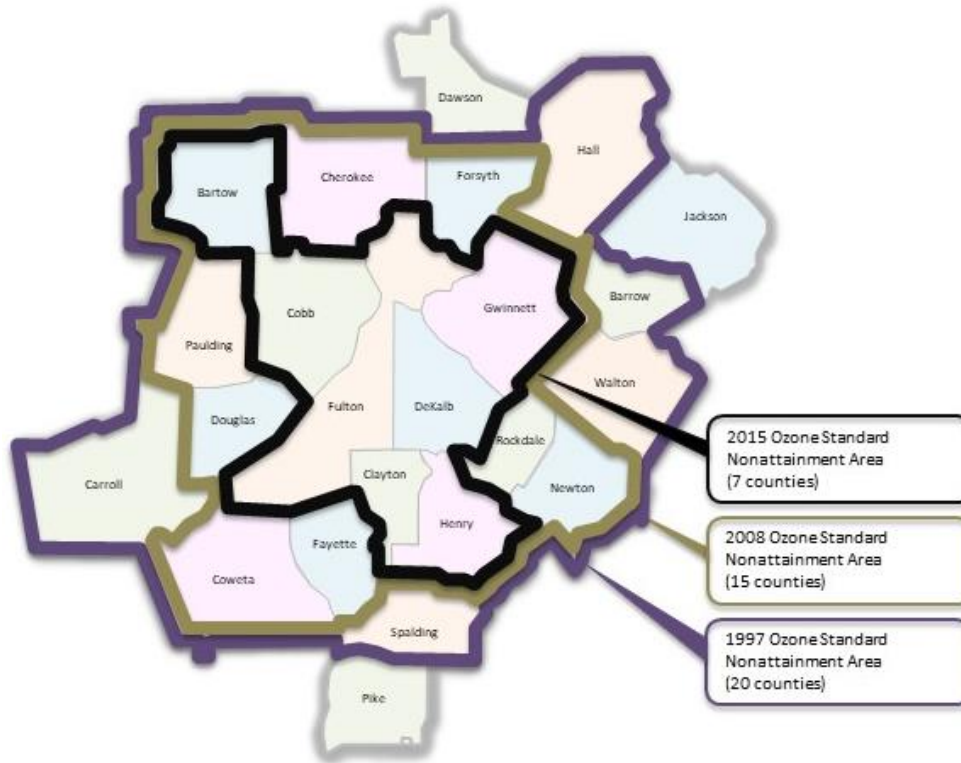 Dawson
Hall
Bartow
Cherokee
Forsyth
Jackson
Barrow
Gwinnett
Cobb
Paulding
Walton
Fulton
DeKalb
Douglas
Rockdale
Clayton
Carroll
Newton
Henry
Fayette
Coweta
Spalding
Pike
2015 Ozone Standard
Nonattainment Area
(7 counties)
2008 Ozone Standard
Nonattainment Area
(15 counties)
1997 Ozone Standard
Nonattainment Area
(20 counties)